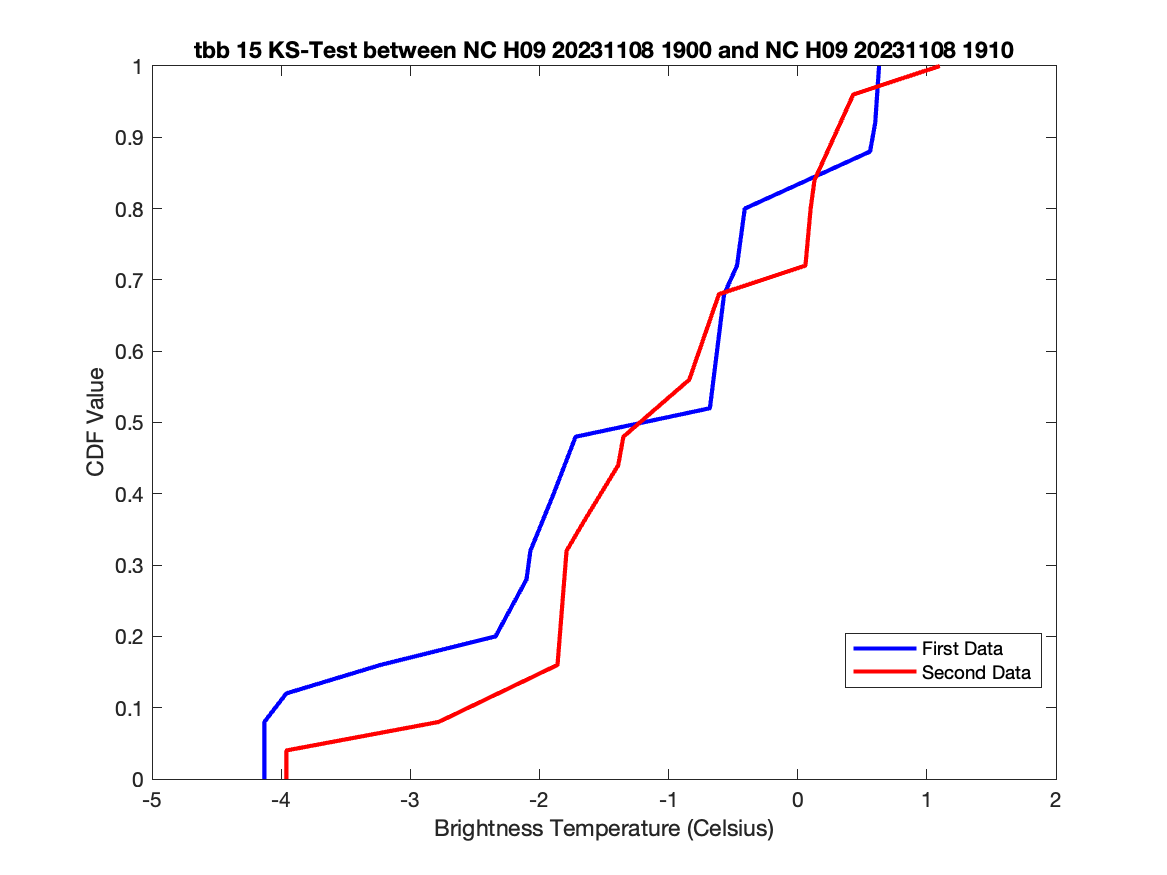 tbb 15 KS-Test between NC H09 20231108 1900 and NC H09 20231108 1910
1
0.9
0.8
0.7
0.6
0.5
0.4
0.3
0.2
0.1
0
CDF Value
First Data
Second Data
-5 -4 -3 -2 -1 0 1 2
Brightness Temperature (Celsius)